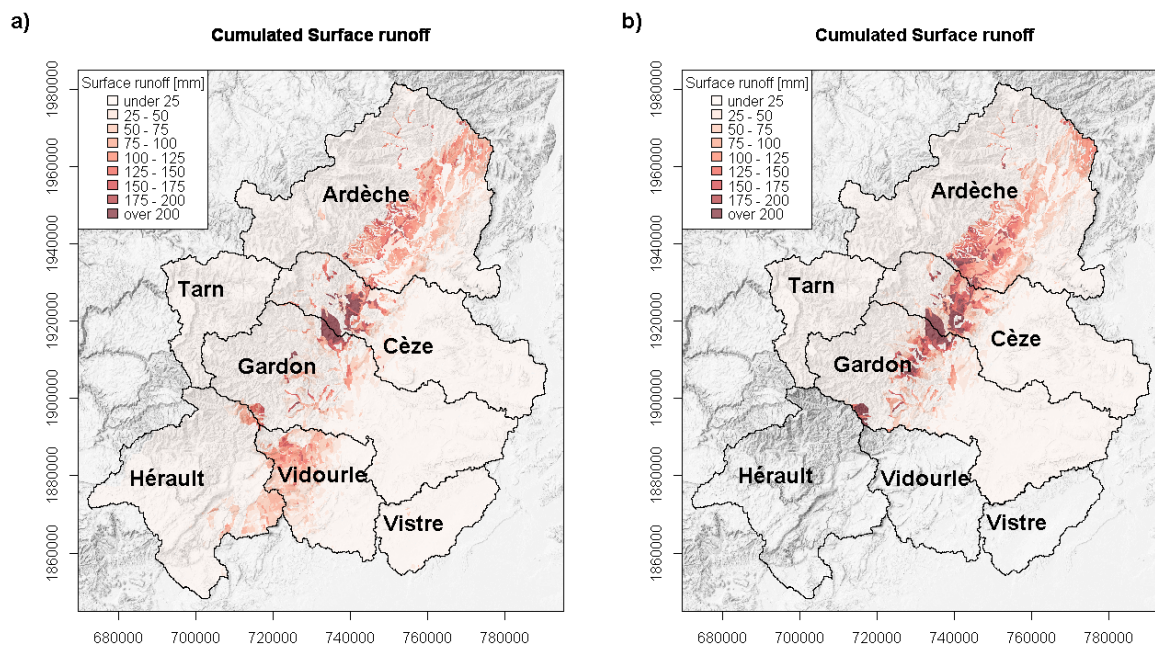 a)
Cumulated Surface runoff
Surface runoff [mm]
under 25
25 - 50
50 - 75
75 - 100
100 - 125
125 - 150
150 - 175
175 - 200
over 200
Ardèche
Tarn
Cèze
Gardon
Hérault
Vidourle
Vistre
1980000
1960000
1940000
1920000
1900000
1880000
1860000
680000 700000 720000 740000 760000 780000
b)
Cumulated Surface runoff
Surface runoff [mm]
under 25
25 - 50
50 - 75
75 - 100
100 - 125
125 - 150
150 - 175
175 - 200
over 200
Ardèche
Tarn
Cèze
Gardon
Hérault
Vidourle
Vistre
1980000
1960000
1940000
1920000
1900000
1880000
1860000
680000 700000 720000 740000 760000 780000